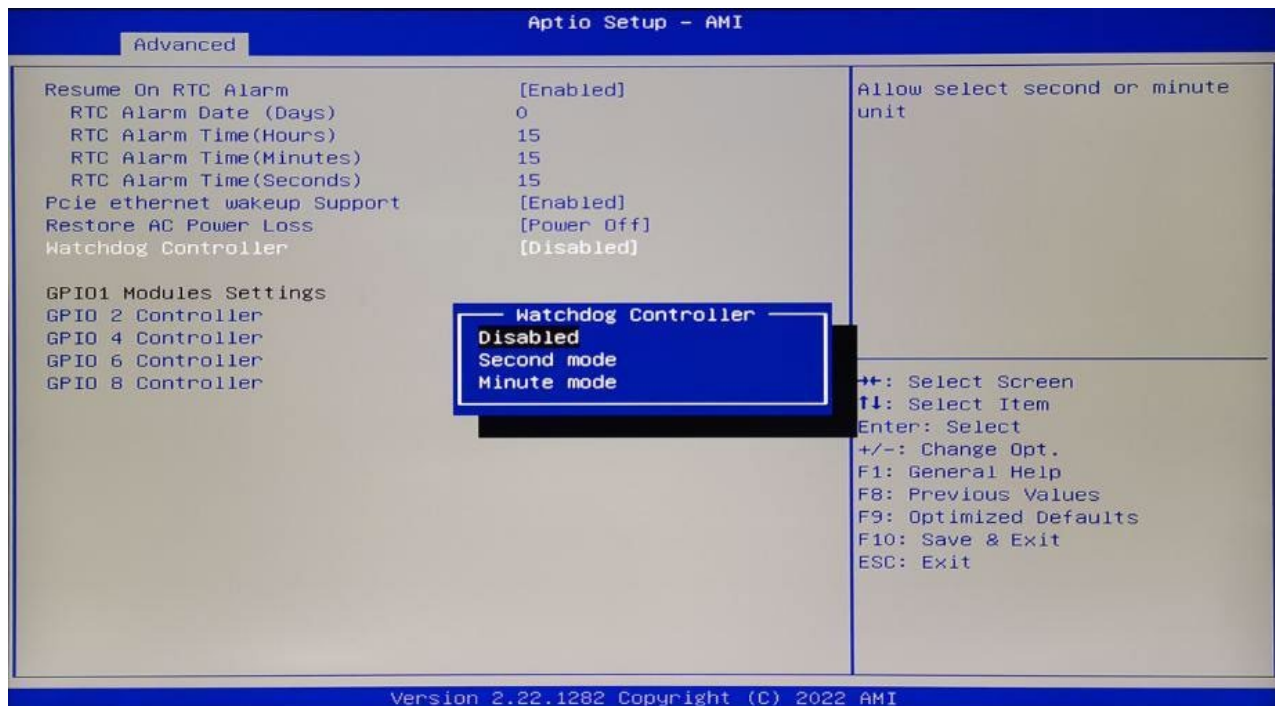 Aptio Setup – AMI
Advanced
Resume On RTC Alarm [Enabled]
RTC Alarm Date (Days) 0
RTC Alarm Time(Hours) 15
RTC Alarm Time(Minutes) 15
RTC Alarm Time(Seconds) 15
Pcie ethernet wakeup Support [Enabled]
Restore AC Power Loss [Power Off]
Watchdog Controller [Disabled]
GPIO1 Modules Settings
GPIO 2 Controller
GPIO 4 Controller
GPIO 6 Controller
GPIO 8 Controller
Watchdog Controller
Disabled
Second mode
Minute mode
Allow select second or minute
unit
→←: Select Screen
↑↓: Select Item
Enter: Select
+/-: Change Opt.
F1: General Help
F8: Previous Values
F9: Optimized Defaults
F10: Save & Exit
ESC: Exit
Version 2.22.1282 Copyright (C) 2022 AMI